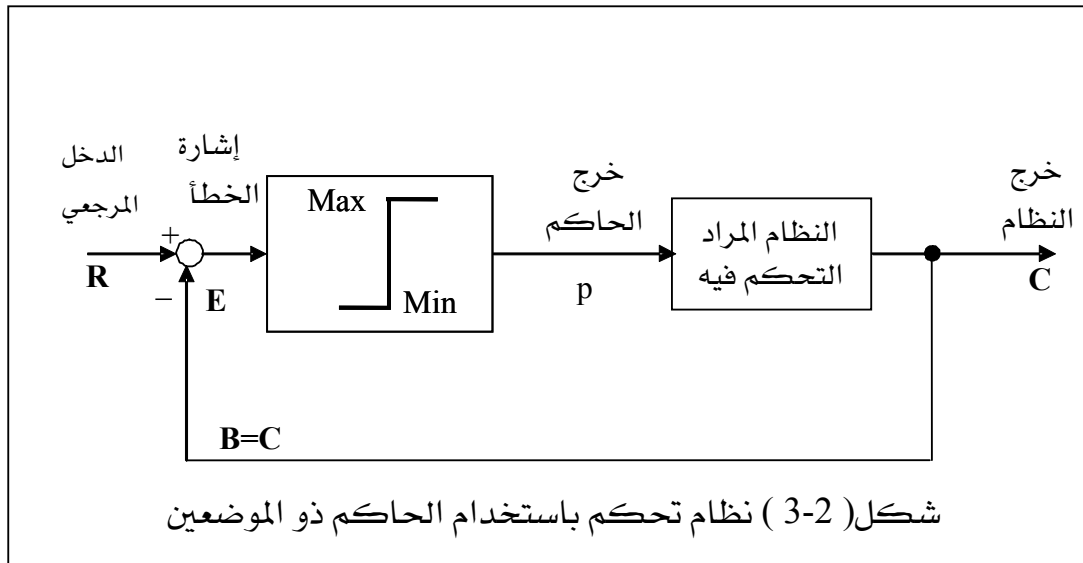 الدخل
المرجعي
إشارة
الخطأ
خرج
الحاكم
خرج
النظام
Max
Min
النظام المراد
التحكم فيه
+
−
R
E
p
C
B=C
شكل( 2-3 ) نظام تحكم باستخدام الحاكم ذو الموضعين